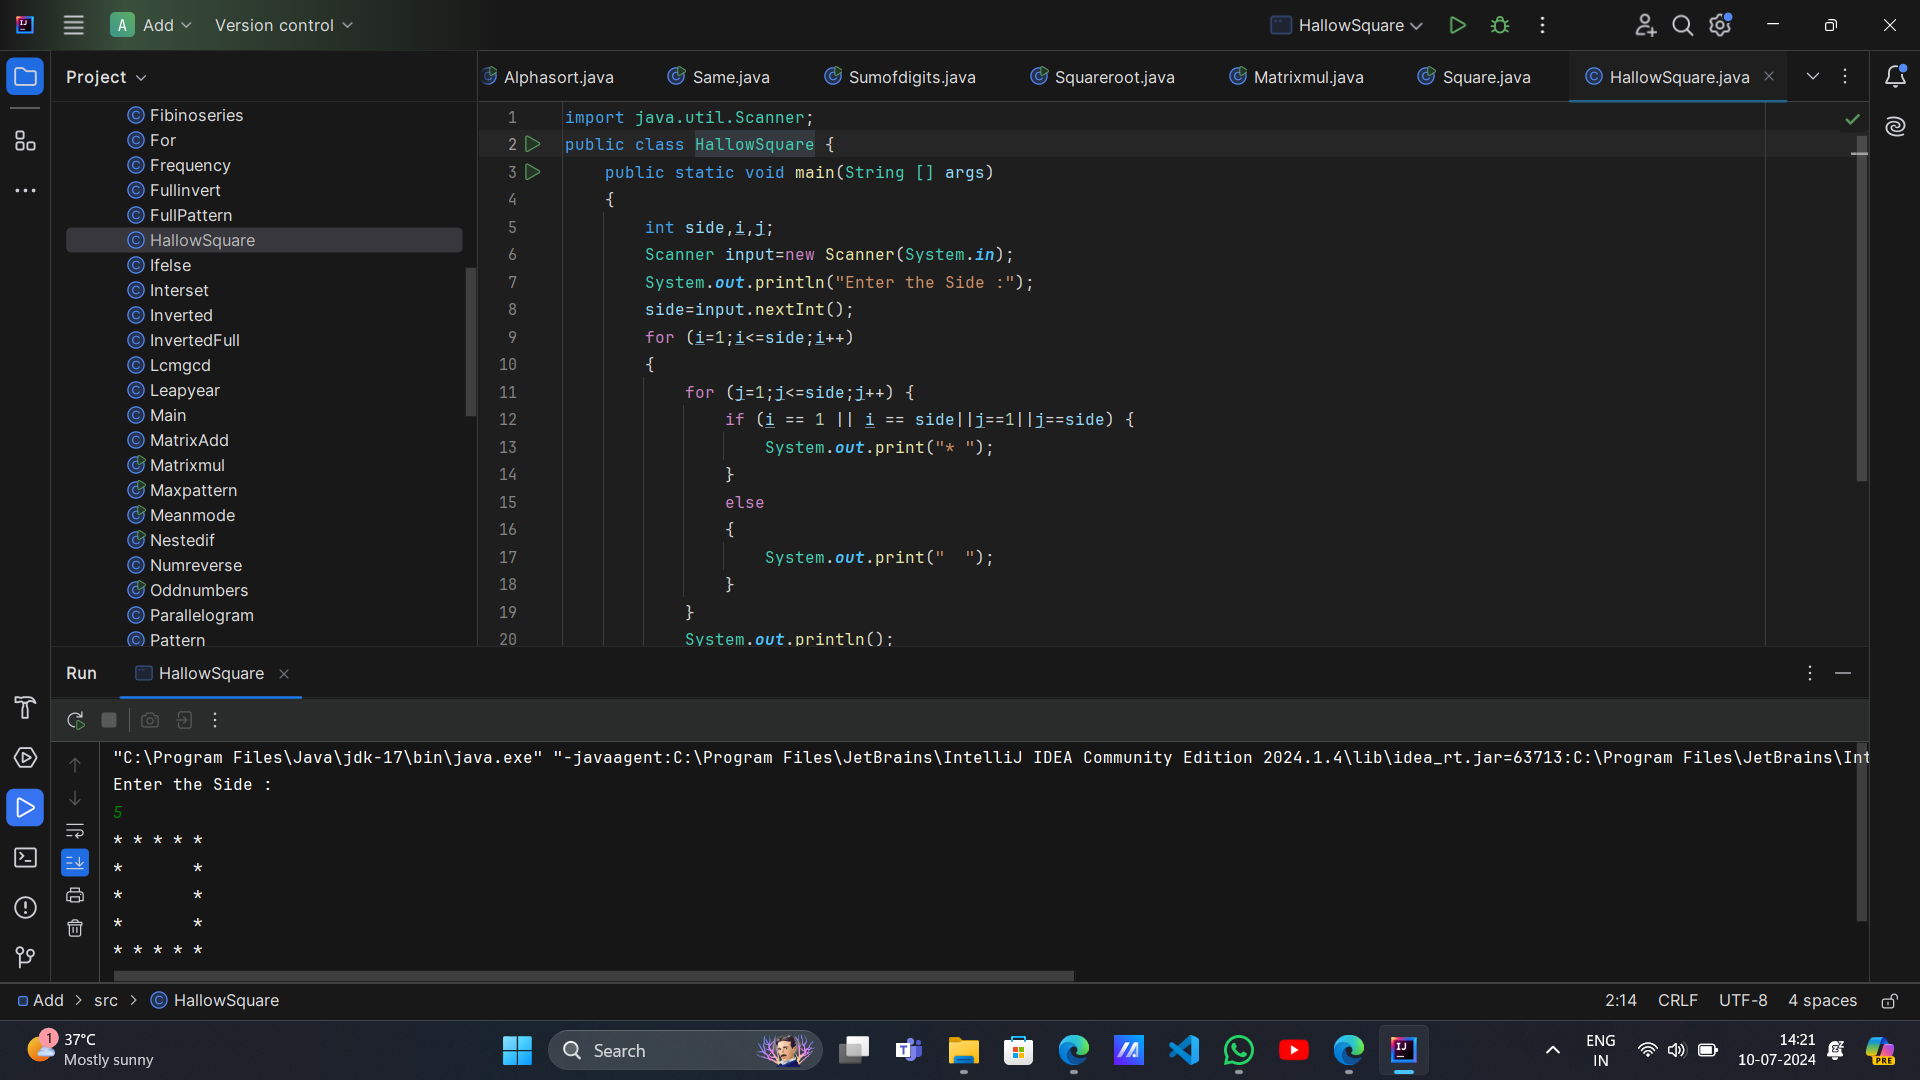 A Add Version control HallowSquare
Project
Alphasort.java Same.java Sumofdigits.java Squareroot.java Matrixmul.java Square.java HallowSquare.java
Fibinoseries
For
Frequency
Fullinvert
FullPattern
HallowSquare
Ifelse
Interset
Inverted
InvertedFull
Lcmgcd
Leapyear
Main
MatrixAdd
Matrixmul
Maxpattern
Meanmode
Nestedif
Numreverse
Oddnumbers
Parallelogram
Pattern
1 import java.util.Scanner;
2 public class HallowSquare {
3 public static void main(String [] args)
4 {
5 int side,i,j;
6 Scanner input=new Scanner(System.in);
7 System.out.println("Enter the Side :");
8 side=input.nextInt();
9 for (i=1;i<=side;i++)
10 {
11 for (j=1;j<=side;j++) {
12 if (i == 1 || i == side||j==1||j==side) {
13 System.out.print("* ");
14 }
15 else
16 {
17 System.out.print("  ");
18 }
19 }
20 System.out.println();
Run HallowSquare
"C:\Program Files\Java\jdk-17\bin\java.exe" "-javaagent:C:\Program Files\JetBrains\IntelliJ IDEA Community Edition 2024.1.4\lib\idea_rt.jar=63713:C:\Program Files\JetBrains\Int
Enter the Side :
5
* * * * *
*       *
*       *
*       *
* * * * *
Add > src > HallowSquare 2:14 CRLF UTF-8 4 spaces
1 37°C
Mostly sunny
Search
ENG
IN
14:21
10-07-2024
PRE